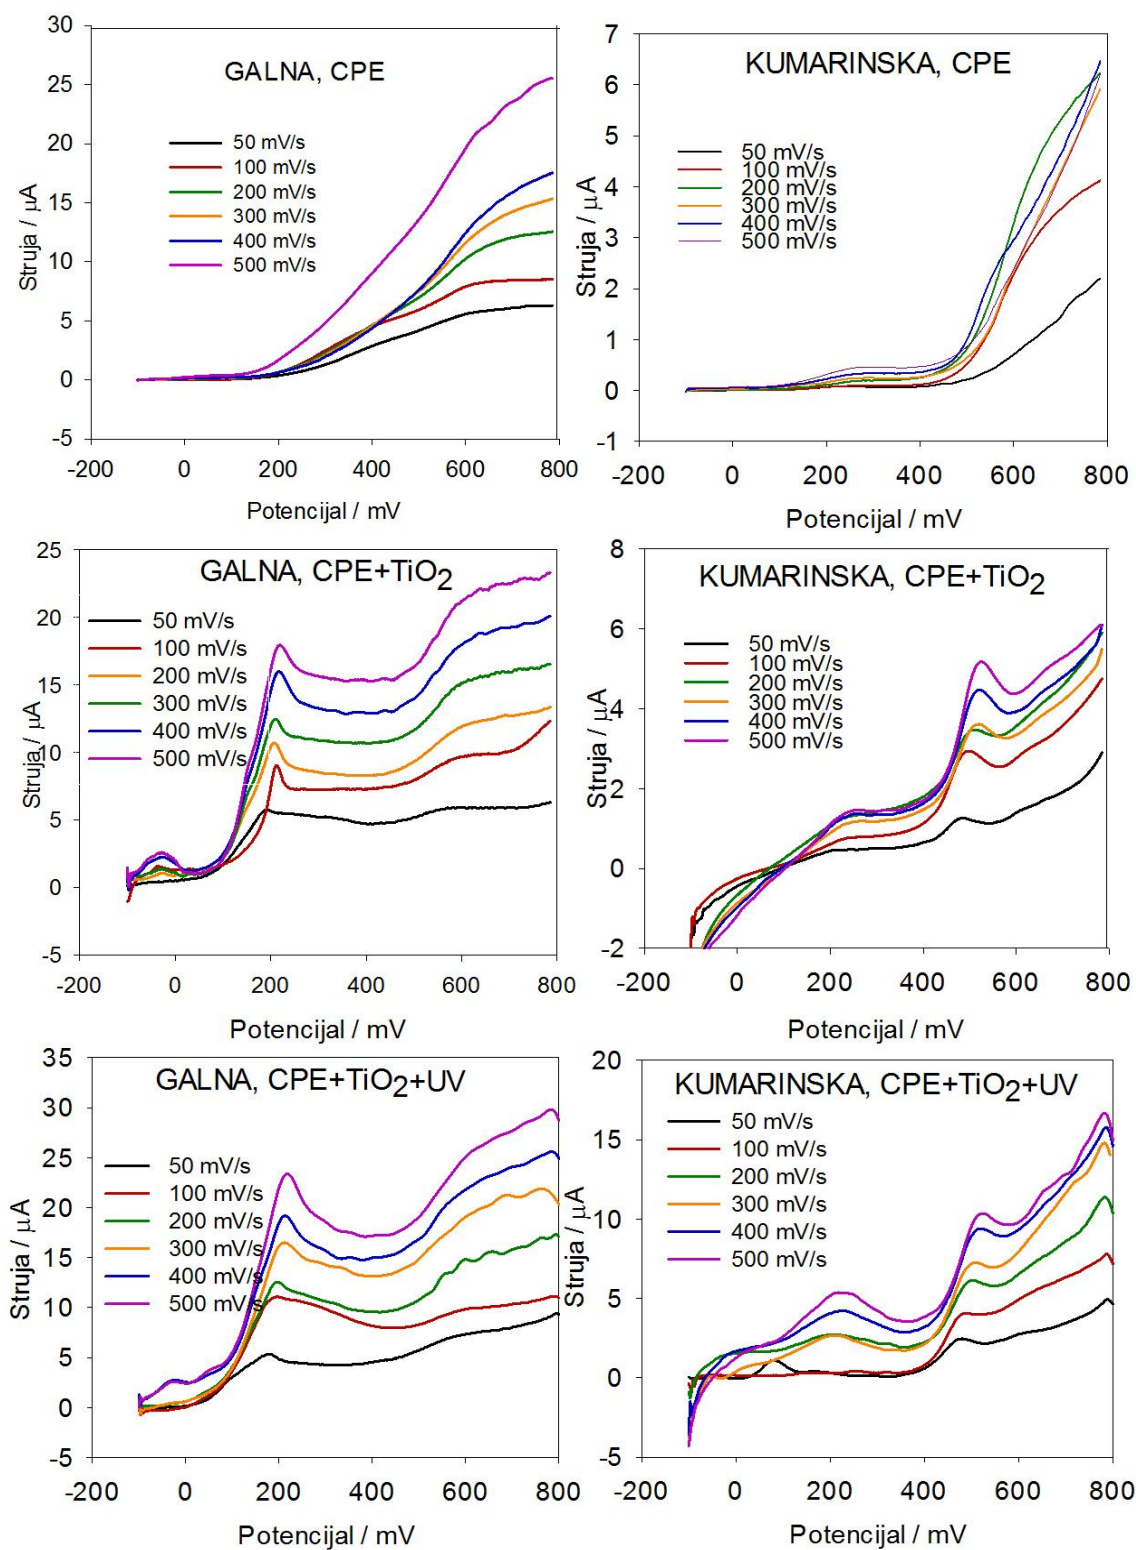 30
25
20
15
10
5
0
-5
Struja / μA
GALNA, CPE
50 mV/s
100 mV/s
200 mV/s
300 mV/s
400 mV/s
500 mV/s
-200 0 200 400 600 800
Potencijal / mV
7
6
5
4
3
2
1
0
-1
Struja / μA
KUMARINSKA, CPE
50 mV/s
100 mV/s
200 mV/s
300 mV/s
400 mV/s
500 mV/s
-200 0 200 400 600 800
Potencijal / mV
25
20
15
10
5
0
-5
Struja / μA
GALNA, CPE+TiO2
50 mV/s
100 mV/s
200 mV/s
300 mV/s
400 mV/s
500 mV/s
-200 0 200 400 600 800
Potencijal / mV
8
6
4
2
0
-2
Struja / μA
KUMARINSKA, CPE+TiO2
50 mV/s
100 mV/s
200 mV/s
300 mV/s
400 mV/s
500 mV/s
-200 0 200 400 600 800
Potencijal / mV
35
30
25
20
15
10
5
0
-5
Struja / μA
GALNA, CPE+TiO2+UV
50 mV/s
100 mV/s
200 mV/s
300 mV/s
400 mV/s
500 mV/s
-200 0 200 400 600 800
Potencijal / mV
20
15
10
5
0
-5
Struja / μA
KUMARINSKA, CPE+TiO2+UV
50 mV/s
100 mV/s
200 mV/s
300 mV/s
400 mV/s
500 mV/s
-200 0 200 400 600 800
Potencijal / mV